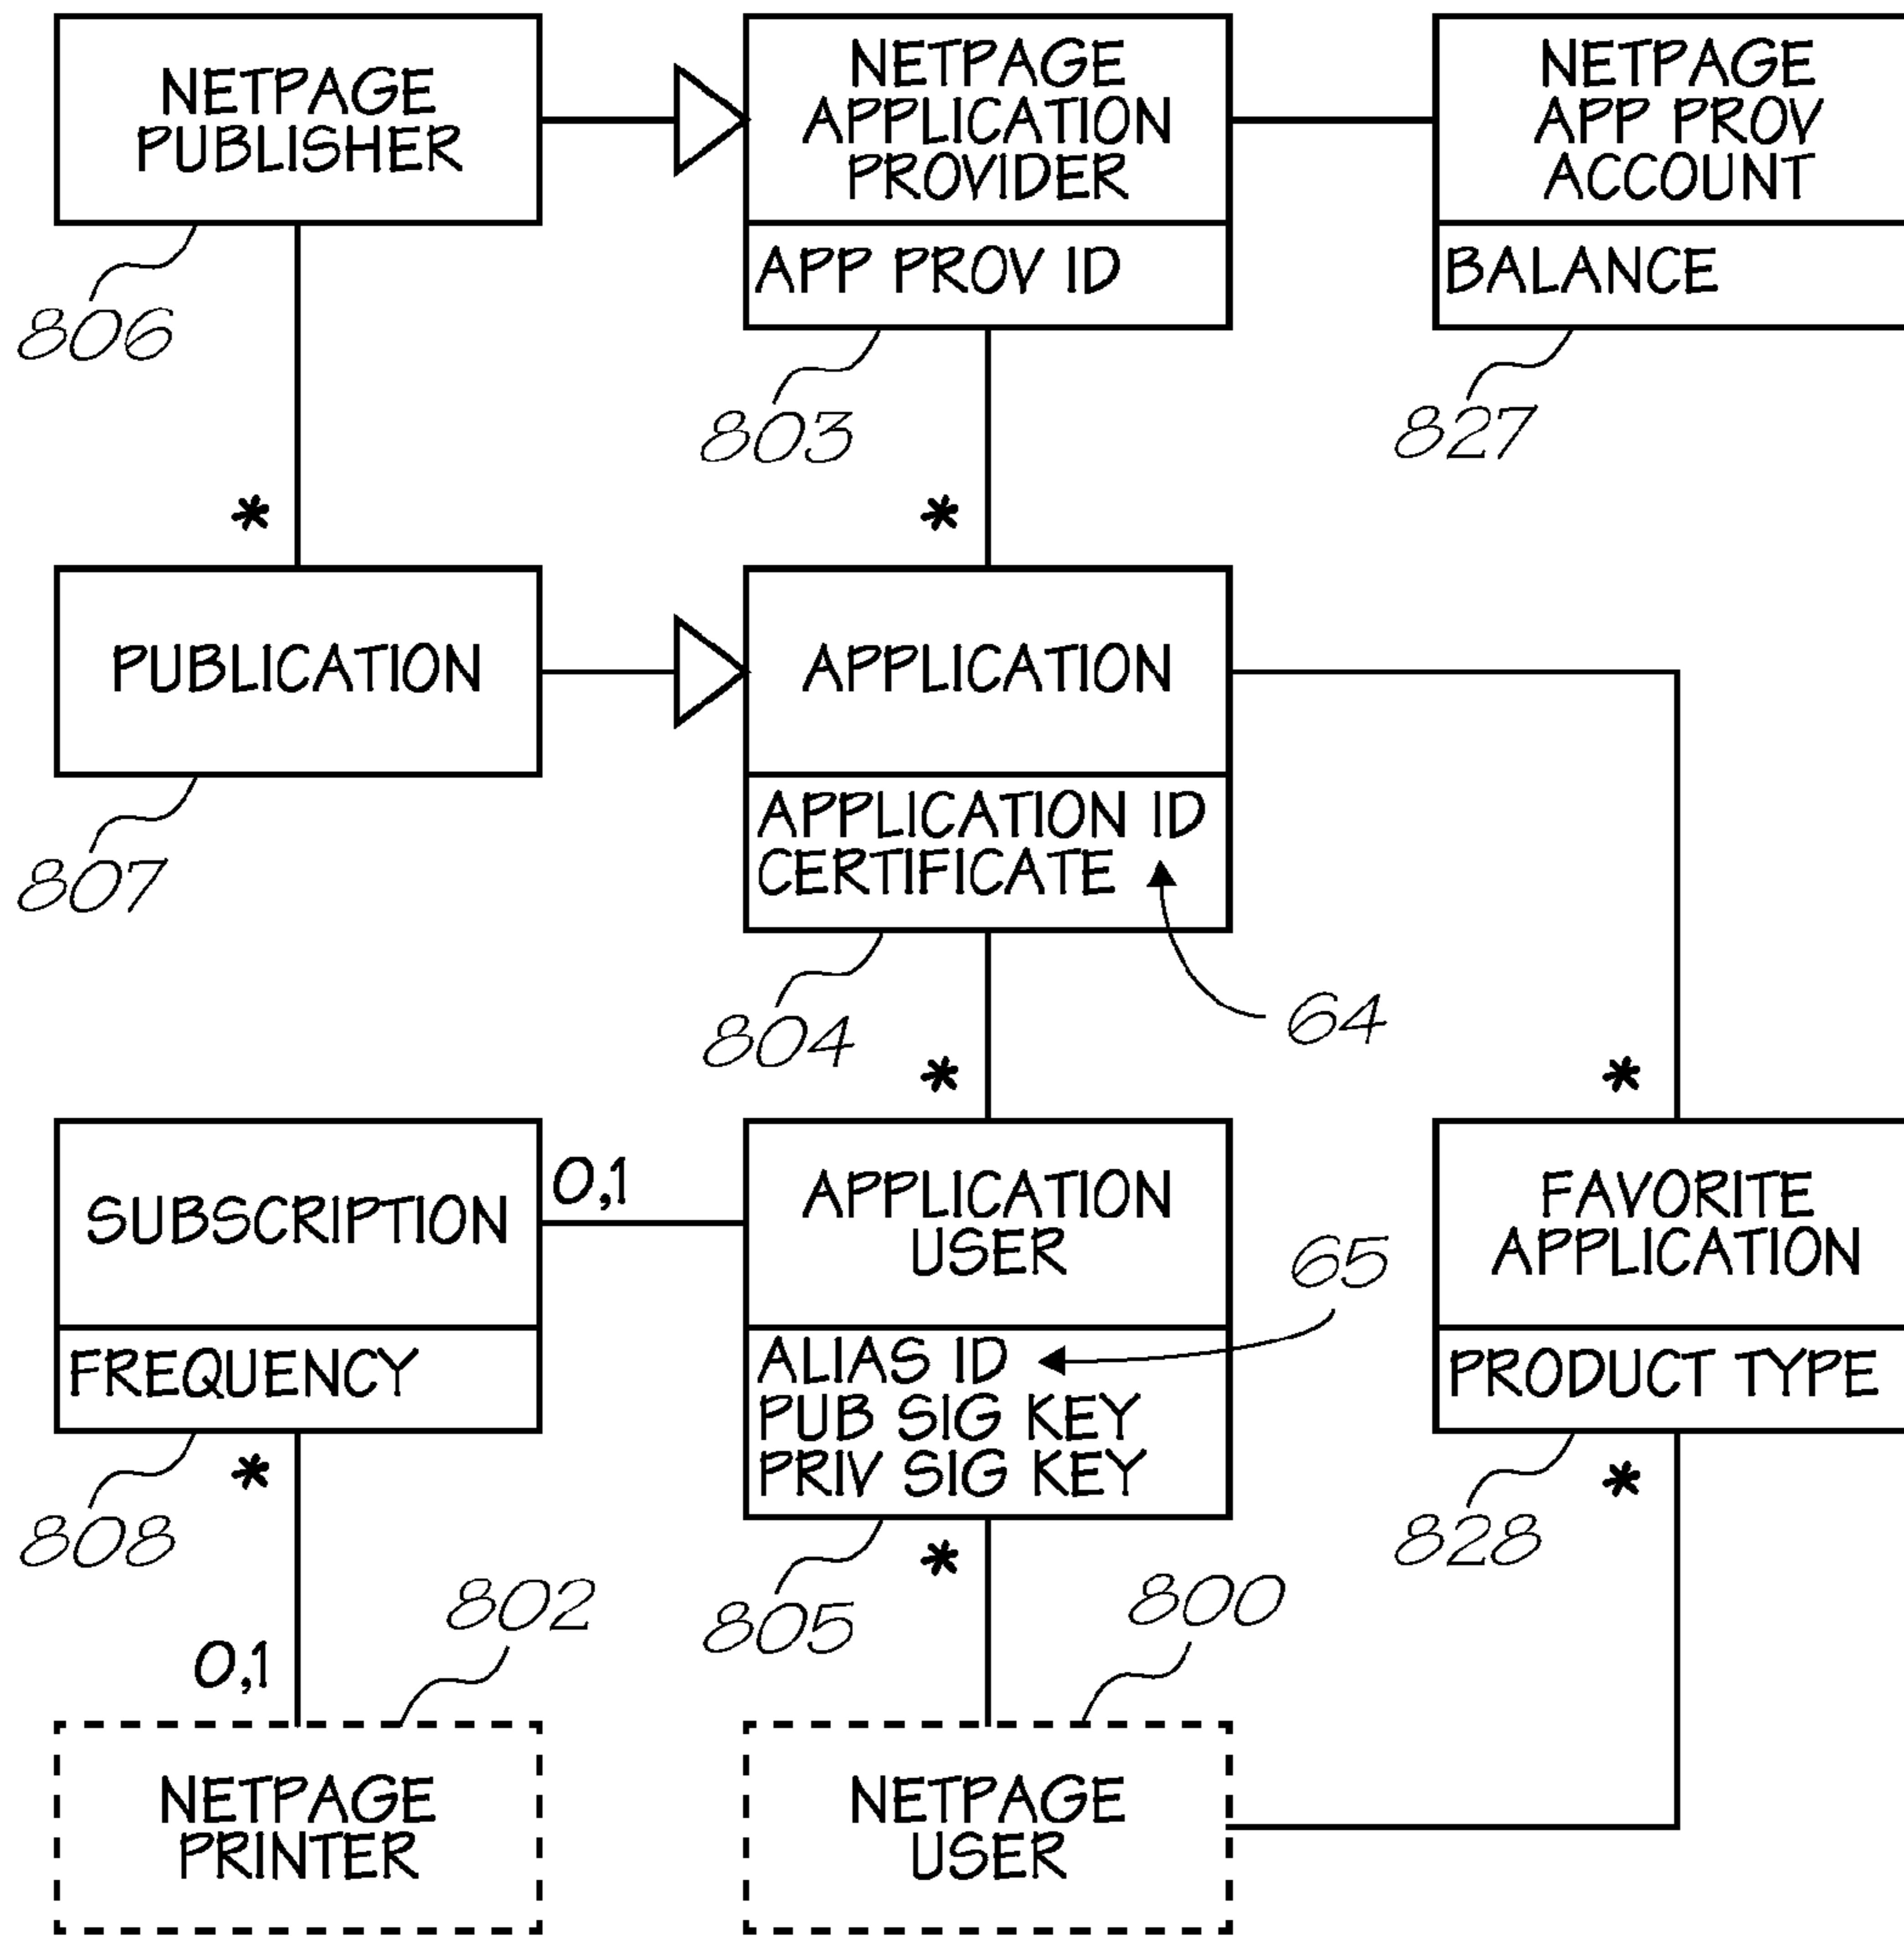 NETPAGE
PUBLISHER
806
NETPAGE
APPLICATION
PROVIDER
APP PROV ID
803
NETPAGE
APP PROV
ACCOUNT
BALANCE
827
*
*
PUBLICATION
807
APPLICATION
APPLICATION ID
CERTIFICATE
64
804
*
*
SUBSCRIPTION
0,1
FREQUENCY
808
*
APPLICATION
USER
65
ALIAS ID
PUB SIG KEY
PRIV SIG KEY
805
*
FAVORITE
APPLICATION
PRODUCT TYPE
828
*
802
0,1
800
NETPAGE
PRINTER
NETPAGE
USER